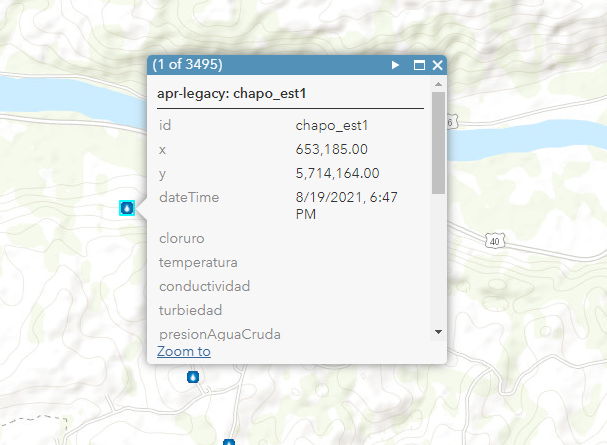 (1 of 3495)
apr-legacy: chapo_est1
id chapo_est1
x 653,185.00
y 5,714,164.00
dateTime 8/19/2021, 6:47
PM
cloruro
temperatura
conductividad
turbiedad
presionAguaCruda
Zoom to
6
40